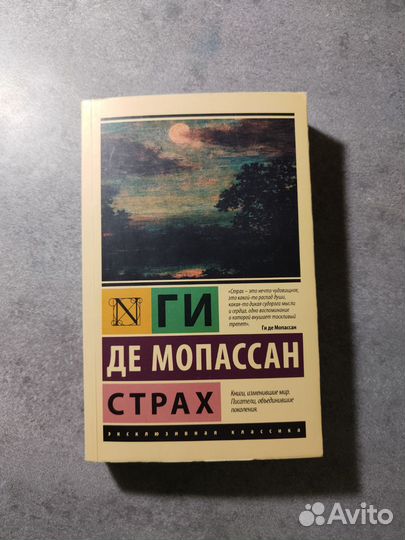 «Страх — это нечто чудовищное,
это какой-то распад души,
какая-то дикая судорога мысли
и сердца, одно воспоминание
о которой внушает тоскливый
трепет».
Ги де Мопассан
N ГИ
ДЕ МОПАССАН
СТРАХ
Книги, изменившие мир.
Писатели, объединившие
поколения.
ЭКСКЛЮЗИВНАЯ КЛАССИКА
Avito